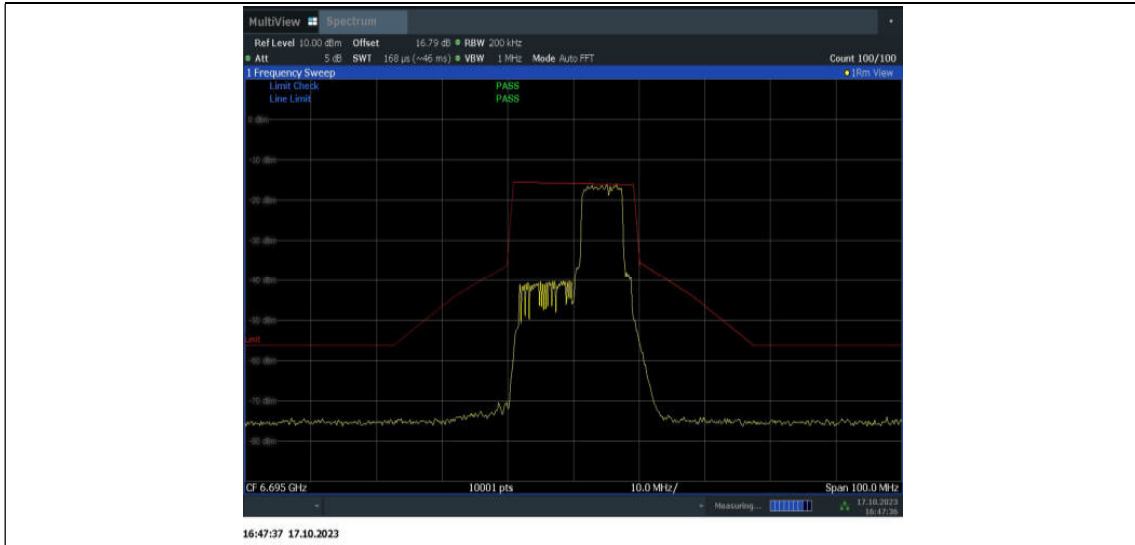 MultiView Spectrum
Ref Level 10.00 dBm Offset 16.79 dB RBW 200 kHz
Att 5 dB SWT 168 µs (~46 ms) VBW 1 MHz Mode Auto FFT Count 100/100
1 Frequency Sweep 1Rm View
Limit Check PASS
Line Limit PASS
0 dBm
-10 dBm
-20 dBm
-30 dBm
-40 dBm
-50 dBm
Limit
-60 dBm
-70 dBm
-80 dBm
CF 6.695 GHz 10001 pts 10.0 MHz/ Span 100.0 MHz
Measuring... 17.10.2023
16:47:36
16:47:37 17.10.2023